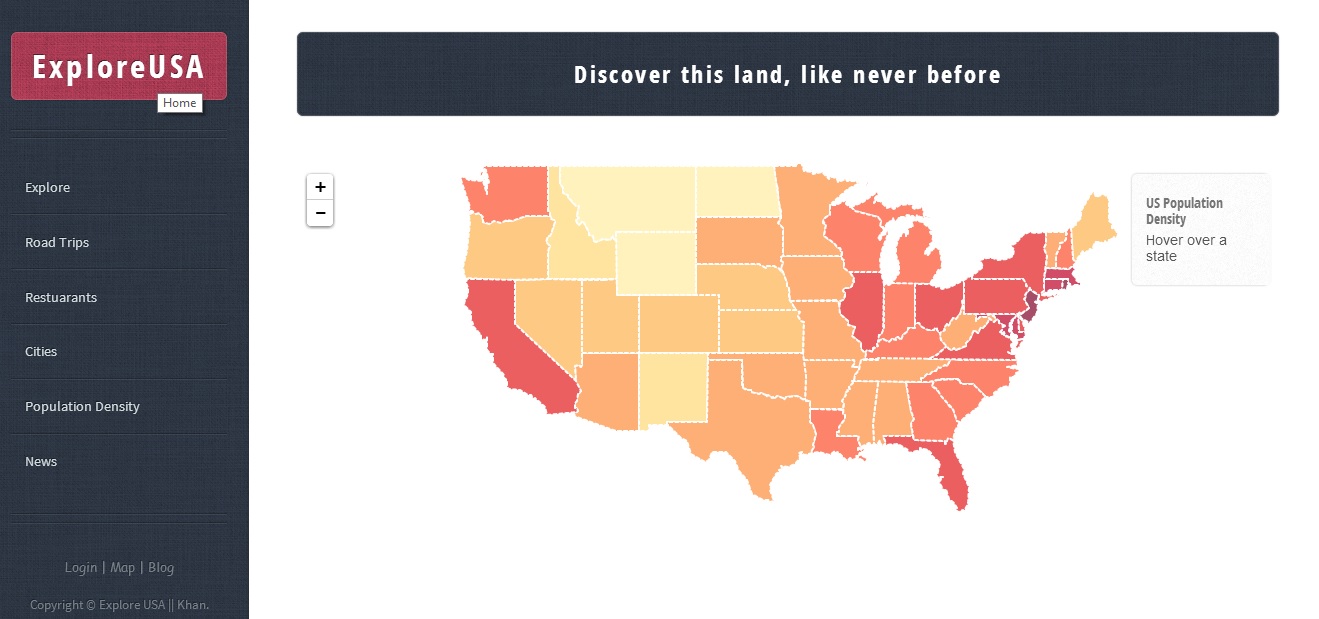 ExploreUSA
Home
Explore
Road Trips
Restuarants
Cities
Population Density
News
Login | Map | Blog
Copyright © Explore USA || Khan.
Discover this land, like never before
+
−
US Population
Density
Hover over a
state